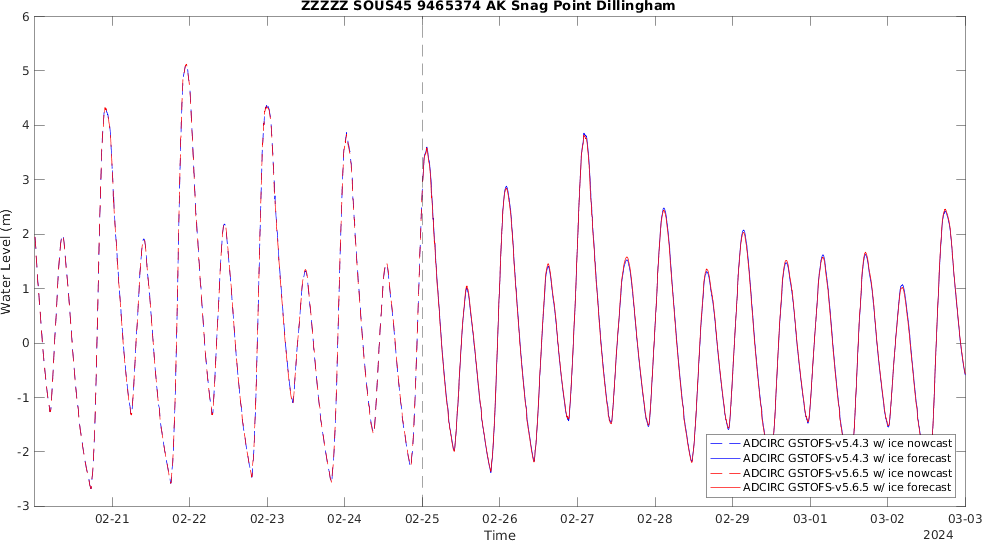 ZZZZZ SOUS45 9465374 AK Snag Point Dillingham
6
5
4
3
2
1
0
-1
-2
-3
Water Level (m)
ADCIRC GSTOFS-v5.4.3 w/ ice nowcast
ADCIRC GSTOFS-v5.4.3 w/ ice forecast
ADCIRC GSTOFS-v5.6.5 w/ ice nowcast
ADCIRC GSTOFS-v5.6.5 w/ ice forecast
02-21 02-22 02-23 02-24 02-25 02-26 02-27 02-28 02-29 03-01 03-02 03-03
Time
2024